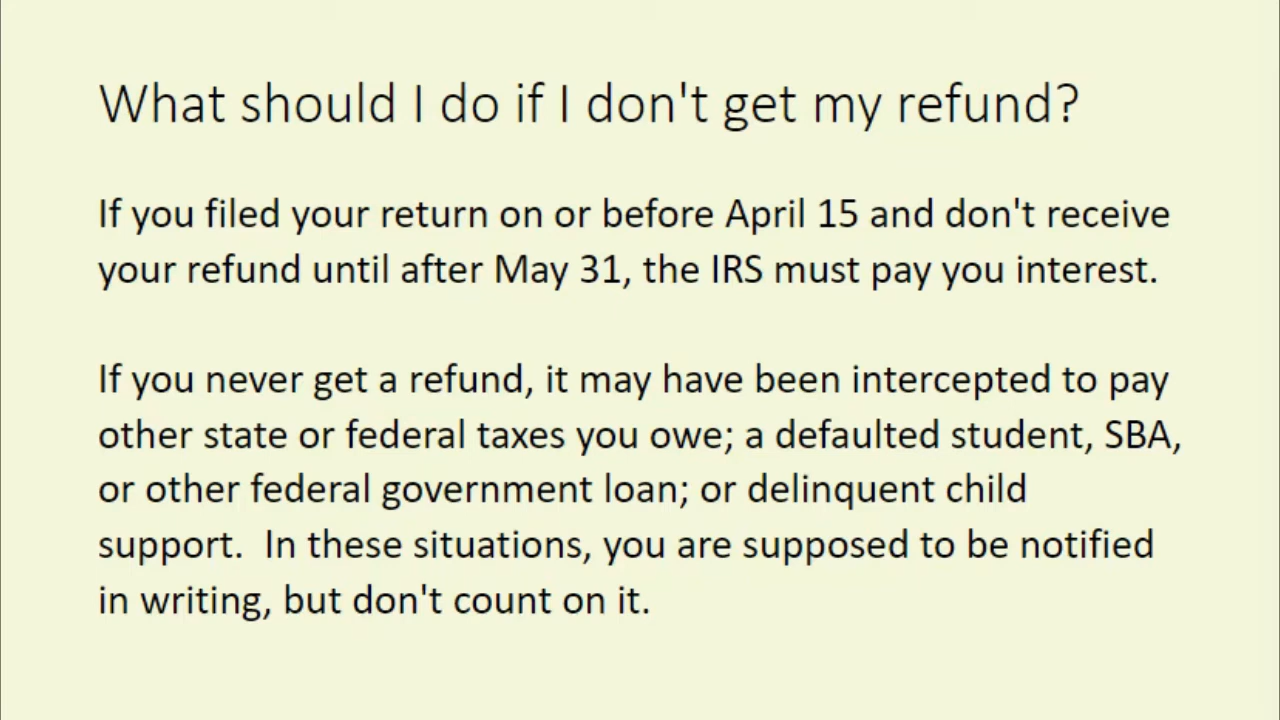 What should I do if I don't get my refund?
If you filed your return on or before April 15 and don't receive
your refund until after May 31, the IRS must pay you interest.
If you never get a refund, it may have been intercepted to pay
other state or federal taxes you owe; a defaulted student, SBA,
or other federal government loan; or delinquent child
support.  In these situations, you are supposed to be notified
in writing, but don't count on it.